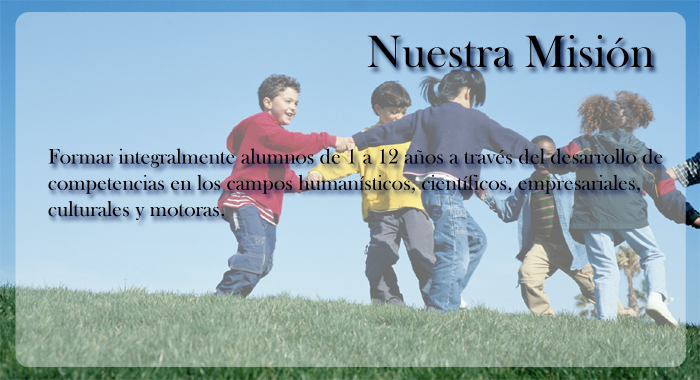 Nuestra Misión
Formar integralmente alumnos de 1 a 12 años a través del desarrollo de
competencias en los campos humanísticos, científicos, empresariales,
culturales y motoras.